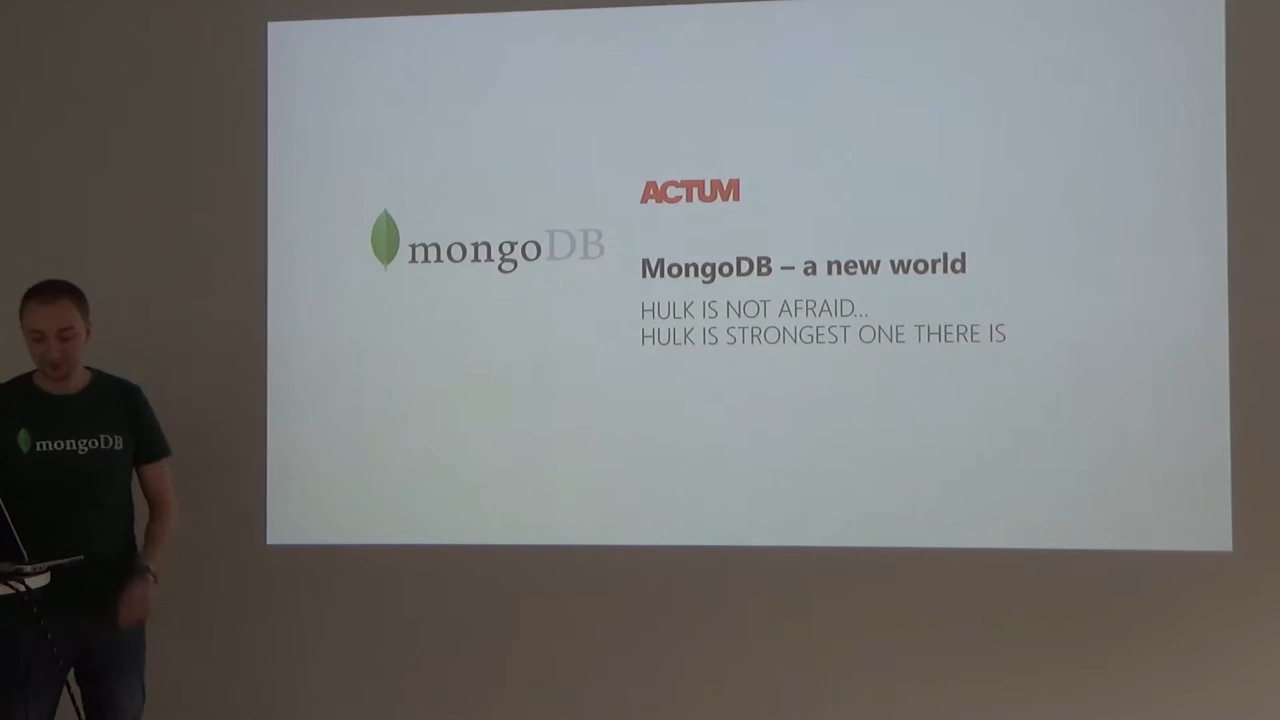 mongoDB
ACTUM
MongoDB – a new world
HULK IS NOT AFRAID...
HULK IS STRONGEST ONE THERE IS
mongoDB